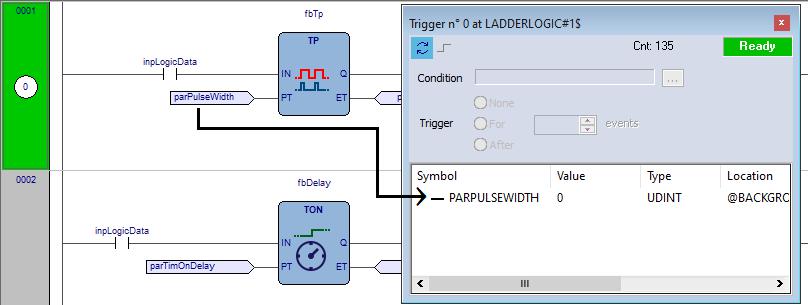 0001
0
fbTp
TP
inpLogicData
IN Q
parPulseWidth
PT ET
0002
fbDelay
TON
inpLogicData
IN Q
parTimOnDelay
PT ET
Trigger n° 0 at LADDERLOGIC#1$
Cnt: 135
Ready
Condition
...
None
Trigger
For
events
After
Symbol Value Type Location
PARPULSEWIDTH 0 UDINT @BACKGRO